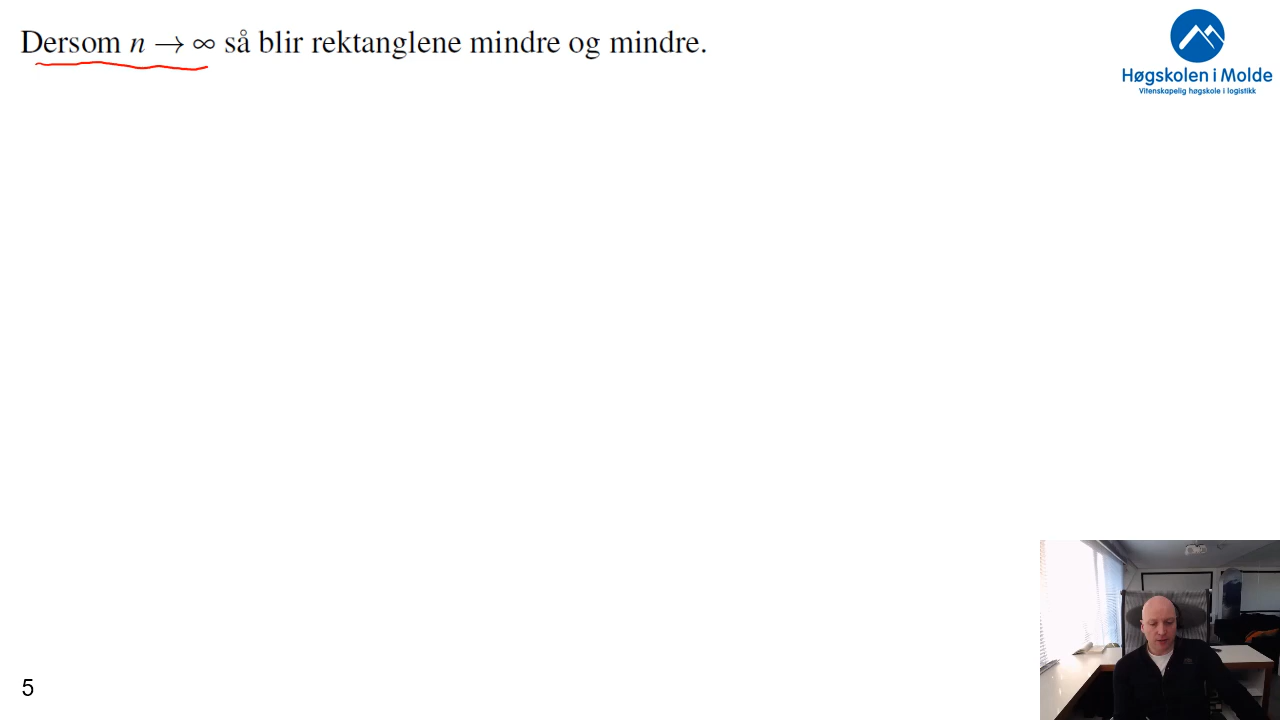 Dersom n → ∞ så blir rektanglene mindre og mindre.
Høgskolen i Molde
Vitenskapelig høgskole i logistikk
5